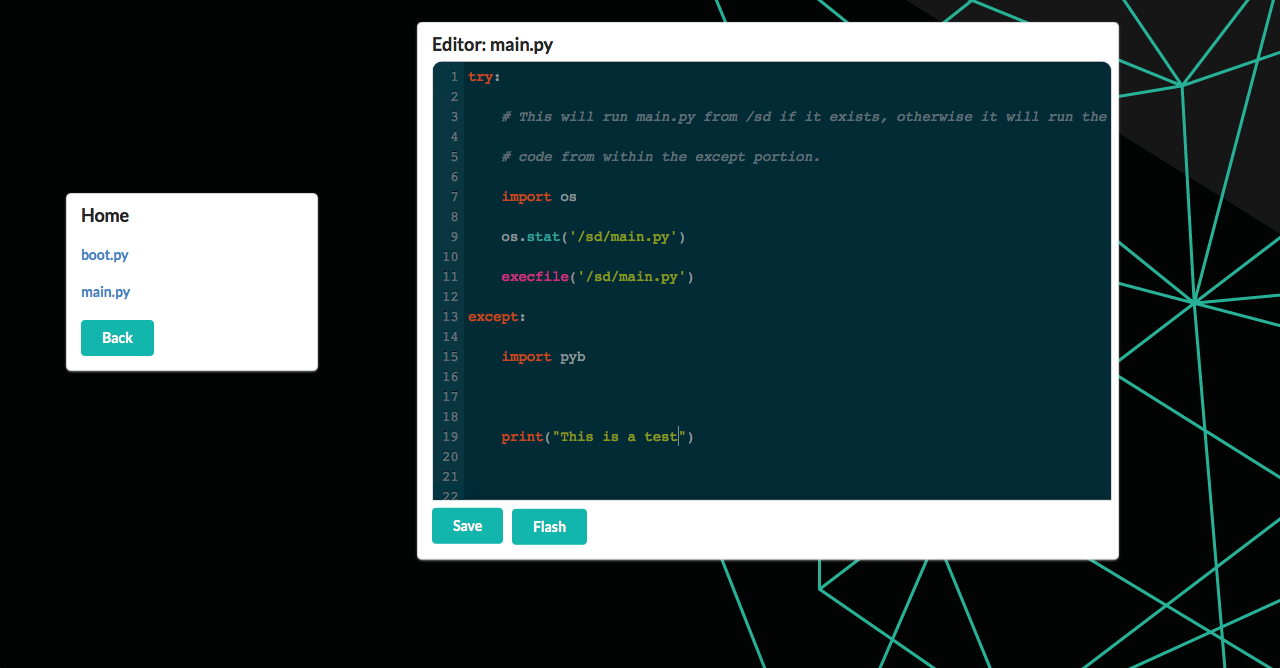 Home
boot.py
main.py
Back
Editor: main.py
1 try:
2
3 # This will run main.py from /sd if it exists, otherwise it will run the
4
5 # code from within the except portion.
6
7 import os
8
9 os.stat('/sd/main.py')
10
11 execfile('/sd/main.py')
12
13 except:
14
15 import pyb
16
17
18
19 print("This is a test")
20
21
22
Save Flash